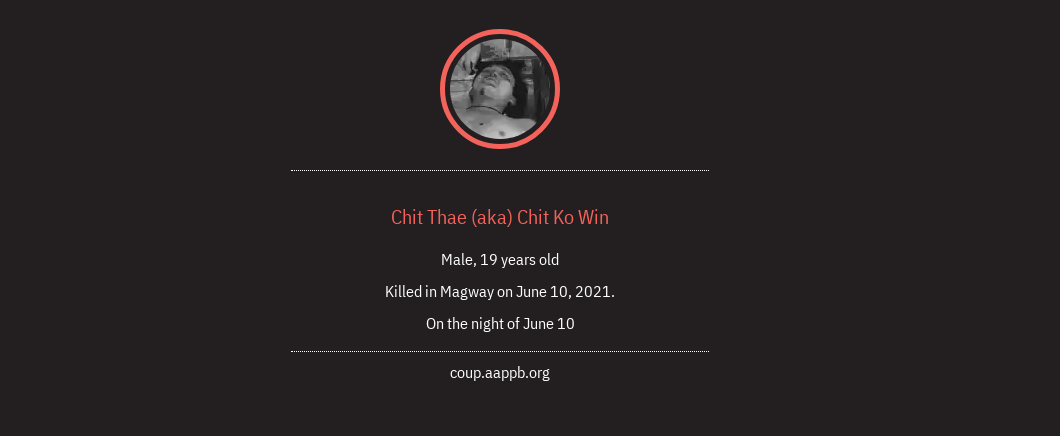 Chit Thae (aka) Chit Ko Win
Male, 19 years old
Killed in Magway on June 10, 2021.
On the night of June 10
coup.aappb.org